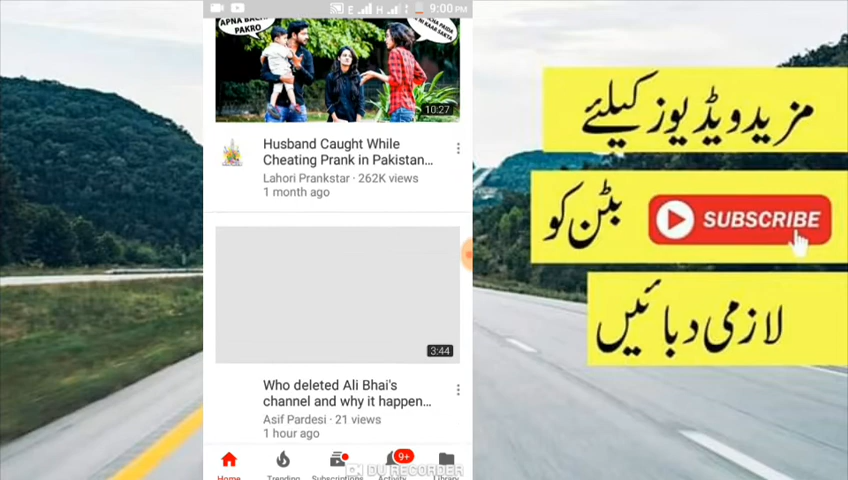 E H 9:00 PM
APNA BACHA
PAKRO
10:27
Husband Caught While
Cheating Prank in Pakistan...
Lahori Prankstar · 262K views
1 month ago
3:44
Who deleted Ali Bhai's
channel and why it happen...
Asif Pardesi · 21 views
1 hour ago
Home Trending Subscriptions 9+ Activity Library
DU RECORDER
مزید ویڈیوز کیلئے
بٹن کو SUBSCRIBE
لازمی دبائیں